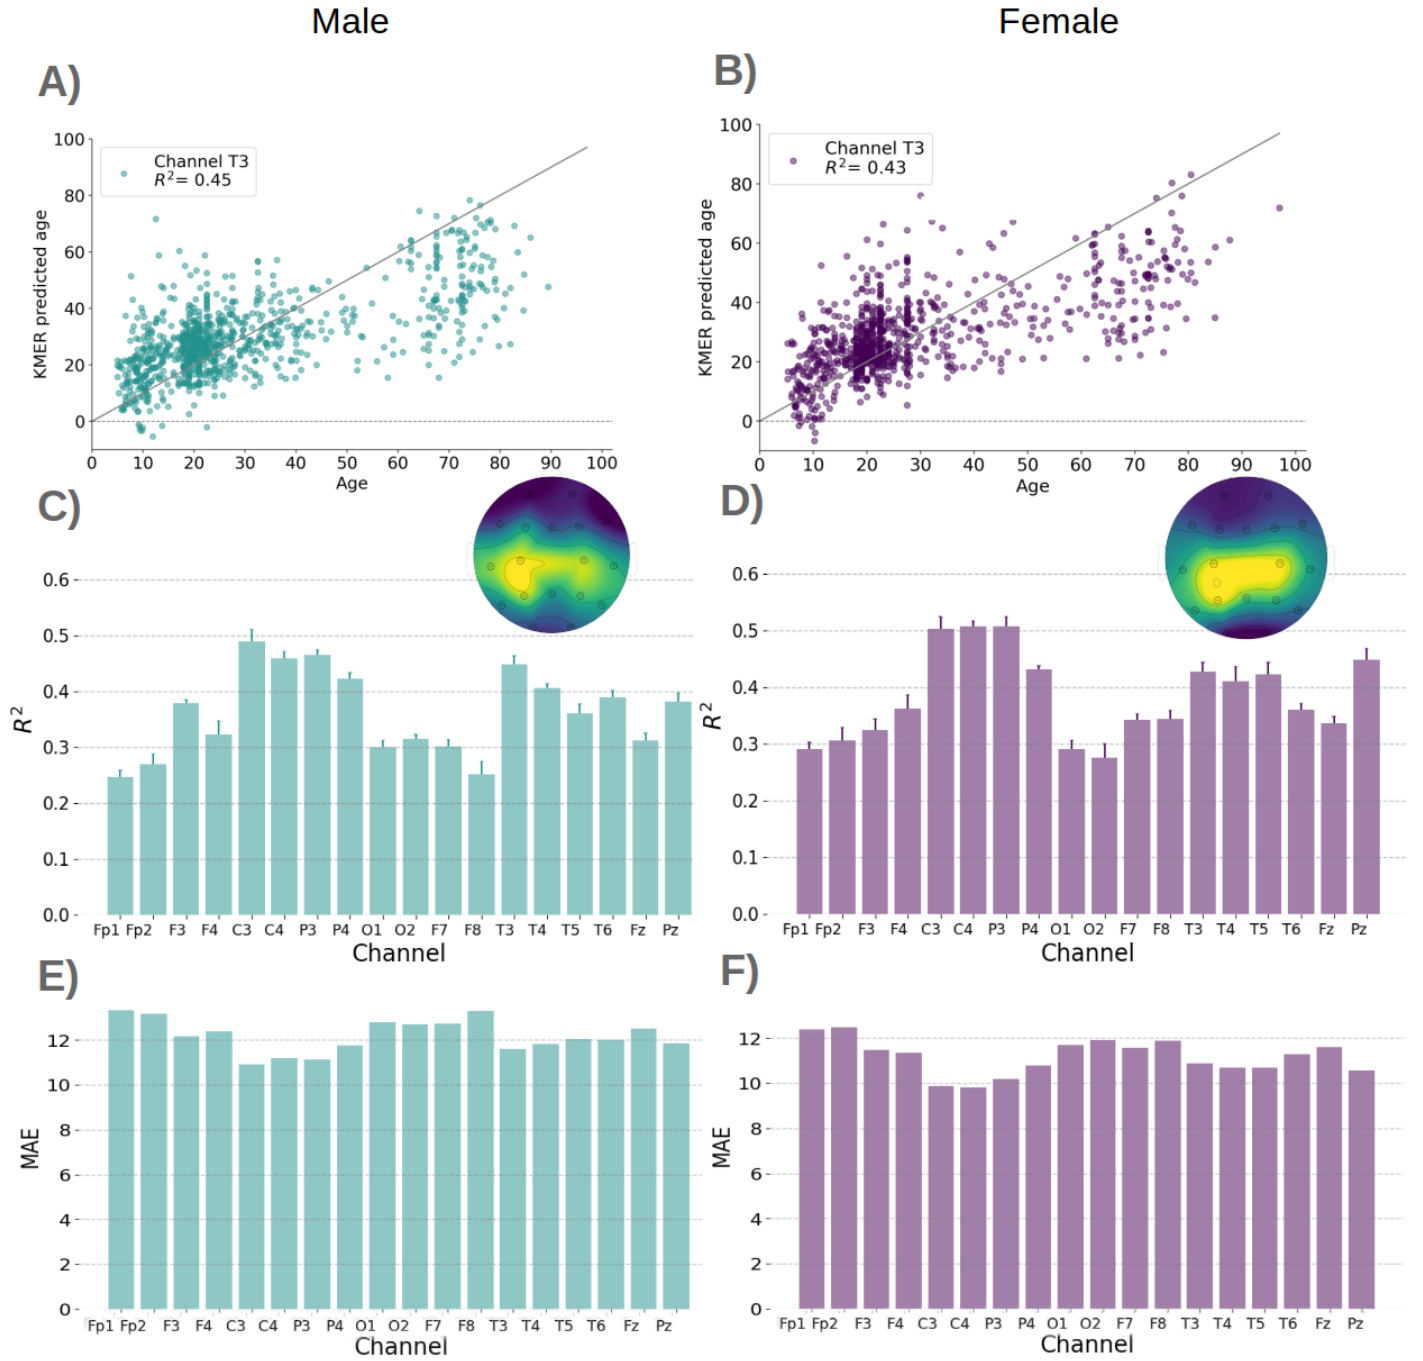 Male
Female
A)
B)
100
80
60
40
20
0
KMER predicted age
Channel T3
R²= 0.45
0 10 20 30 40 50 60 70 80 90 100
Age
100
80
60
40
20
0
KMER predicted age
Channel T3
R²= 0.43
0 10 20 30 40 50 60 70 80 90 100
Age
C)
0.6
0.5
0.4
0.3
0.2
0.1
0.0
R²
Fp1 Fp2 F3 F4 C3 C4 P3 P4 O1 O2 F7 F8 T3 T4 T5 T6 Fz Pz
Channel
D)
0.6
0.5
0.4
0.3
0.2
0.1
0.0
R²
Fp1 Fp2 F3 F4 C3 C4 P3 P4 O1 O2 F7 F8 T3 T4 T5 T6 Fz Pz
Channel
E)
12
10
8
6
4
2
0
MAE
Fp1 Fp2 F3 F4 C3 C4 P3 P4 O1 O2 F7 F8 T3 T4 T5 T6 Fz Pz
Channel
F)
12
10
8
6
4
2
0
MAE
Fp1 Fp2 F3 F4 C3 C4 P3 P4 O1 O2 F7 F8 T3 T4 T5 T6 Fz Pz
Channel